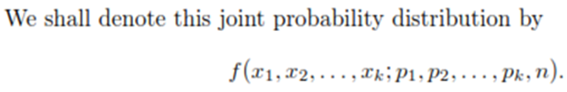 We shall denote this joint probability distribution by
f(x₁, x₂, . . . , xₖ; p₁, p₂, . . . , pₖ, n).